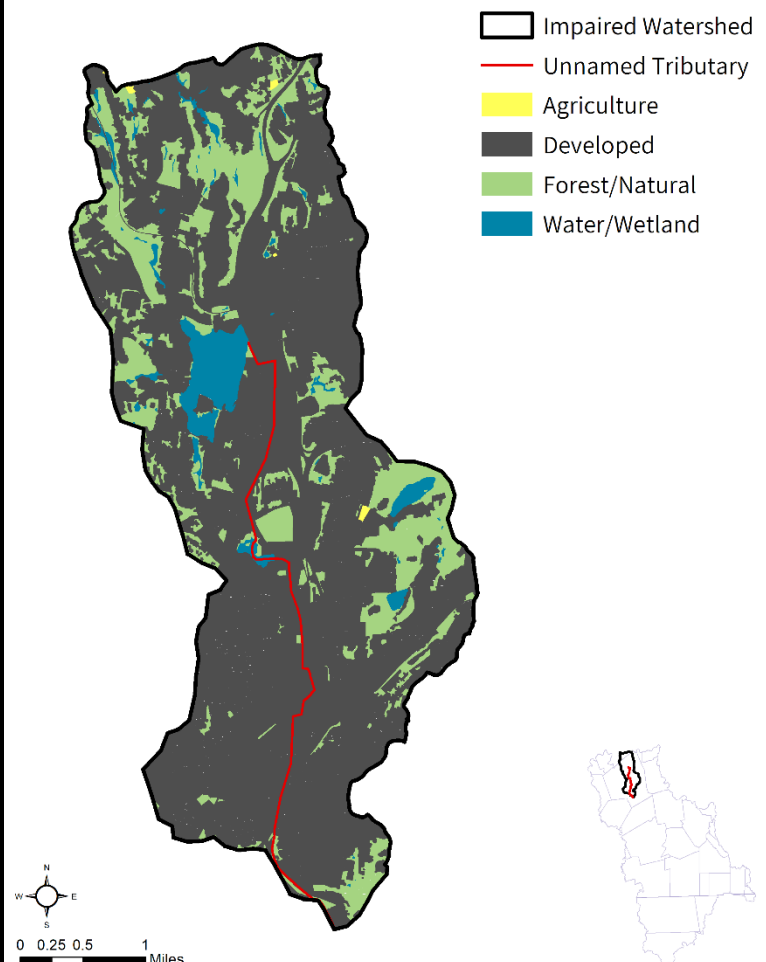 Impaired Watershed
Unnamed Tributary
Agriculture
Developed
Forest/Natural
Water/Wetland
N
W E
S
0 0.25 0.5 1
Miles